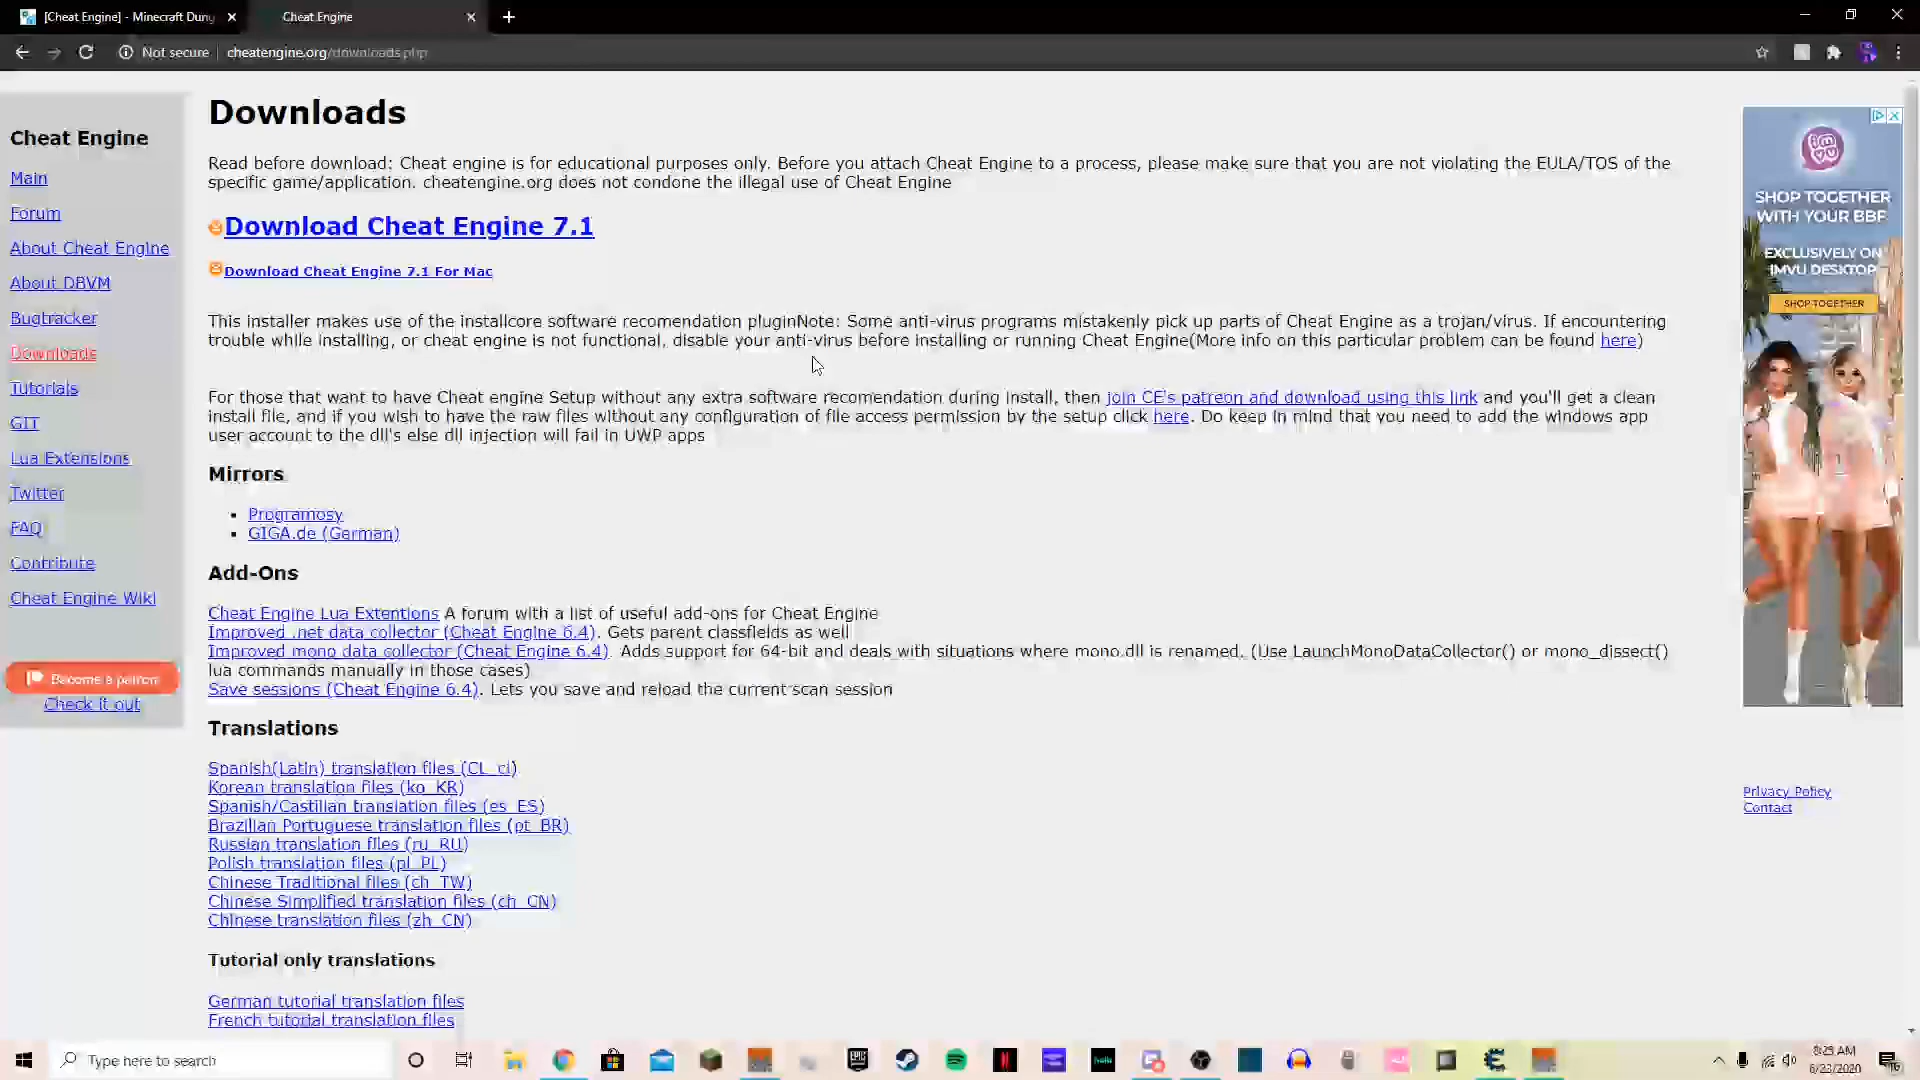 [Cheat Engine] - Minecraft Dung
Cheat Engine
Not secure
cheatengine.org/downloads.php
Cheat Engine
Main
Forum
About Cheat Engine
About DBVM
Bugtracker
Downloads
Tutorials
GIT
Lua Extensions
Twitter
FAQ
Contribute
Cheat Engine Wiki
Become a patron
Check it out
Downloads
Read before download: Cheat engine is for educational purposes only. Before you attach Cheat Engine to a process, please make sure that you are not violating the EULA/TOS of the
specific game/application. cheatengine.org does not condone the illegal use of Cheat Engine
Download Cheat Engine 7.1
Download Cheat Engine 7.1 For Mac
This installer makes use of the installcore software recomendation pluginNote: Some anti-virus programs mistakenly pick up parts of Cheat Engine as a trojan/virus. If encountering
trouble while installing, or cheat engine is not functional, disable your anti-virus before installing or running Cheat Engine(More info on this particular problem can be found here)
For those that want to have Cheat engine Setup without any extra software recomendation during install, then join CE's patreon and download using this link and you'll get a clean
install file, and if you wish to have the raw files without any configuration of file access permission by the setup click here. Do keep in mind that you need to add the windows app
user account to the dll's else dll injection will fail in UWP apps
Mirrors
Programosy
GIGA.de (German)
Add-Ons
Cheat Engine Lua Extentions A forum with a list of useful add-ons for Cheat Engine
Improved .net data collector (Cheat Engine 6.4). Gets parent classfields as well
Improved mono data collector (Cheat Engine 6.4). Adds support for 64-bit and deals with situations where mono.dll is renamed. (Use LaunchMonoDataCollector() or mono_dissect()
lua commands manually in those cases)
Save sessions (Cheat Engine 6.4). Lets you save and reload the current scan session
Translations
Spanish(Latin) translation files (CL_cl)
Korean translation files (ko_KR)
Spanish/Castilian translation files (es_ES)
Brazilian Portuguese translation files (pt_BR)
Russian translation files (ru_RU)
Polish translation files (pl_PL)
Chinese Traditional files (ch_TW)
Chinese Simplified translation files (ch_CN)
Chinese translation files (zh_CN)
Tutorial only translations
German tutorial translation files
French tutorial translation files
imvu
SHOP TOGETHER
WITH YOUR BBF
EXCLUSIVELY ON
IMVU DESKTOP
SHOP TOGETHER
Privacy Policy
Contact
Type here to search
EPIC
hulu
8:25 AM
6/23/2020